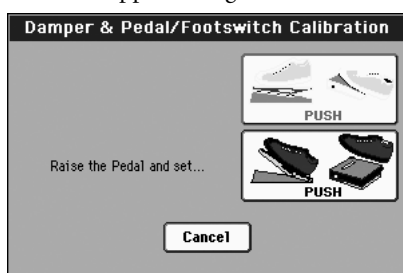 Damper & Pedal/Footswitch Calibration
PUSH
Raise the Pedal and set...
PUSH
Cancel